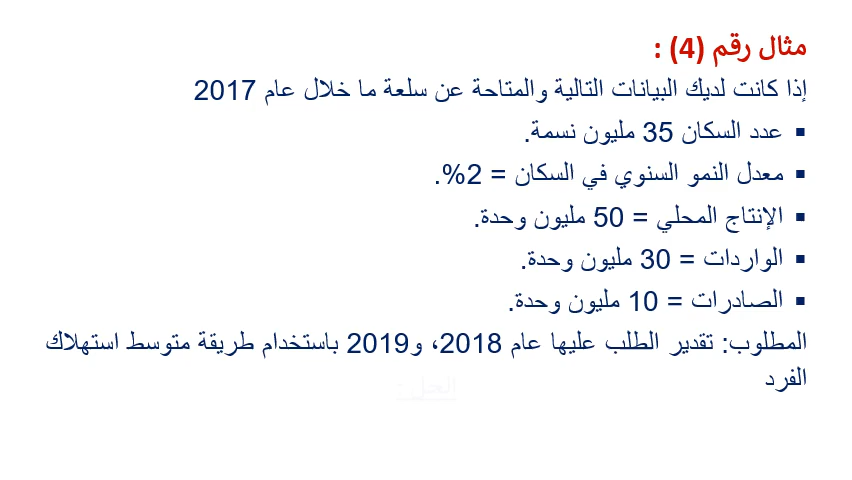 مثال رقم (4) :
إذا كانت لديك البيانات التالية والمتاحة عن سلعة ما خلال عام 2017
▪ عدد السكان 35 مليون نسمة.
▪ معدل النمو السنوي في السكان = 2%.
▪ الإنتاج المحلي = 50 مليون وحدة.
▪ الواردات = 30 مليون وحدة.
▪ الصادرات = 10 مليون وحدة.
المطلوب: تقدير الطلب عليها عام 2018، و2019 باستخدام طريقة متوسط استهلاك
الفرد